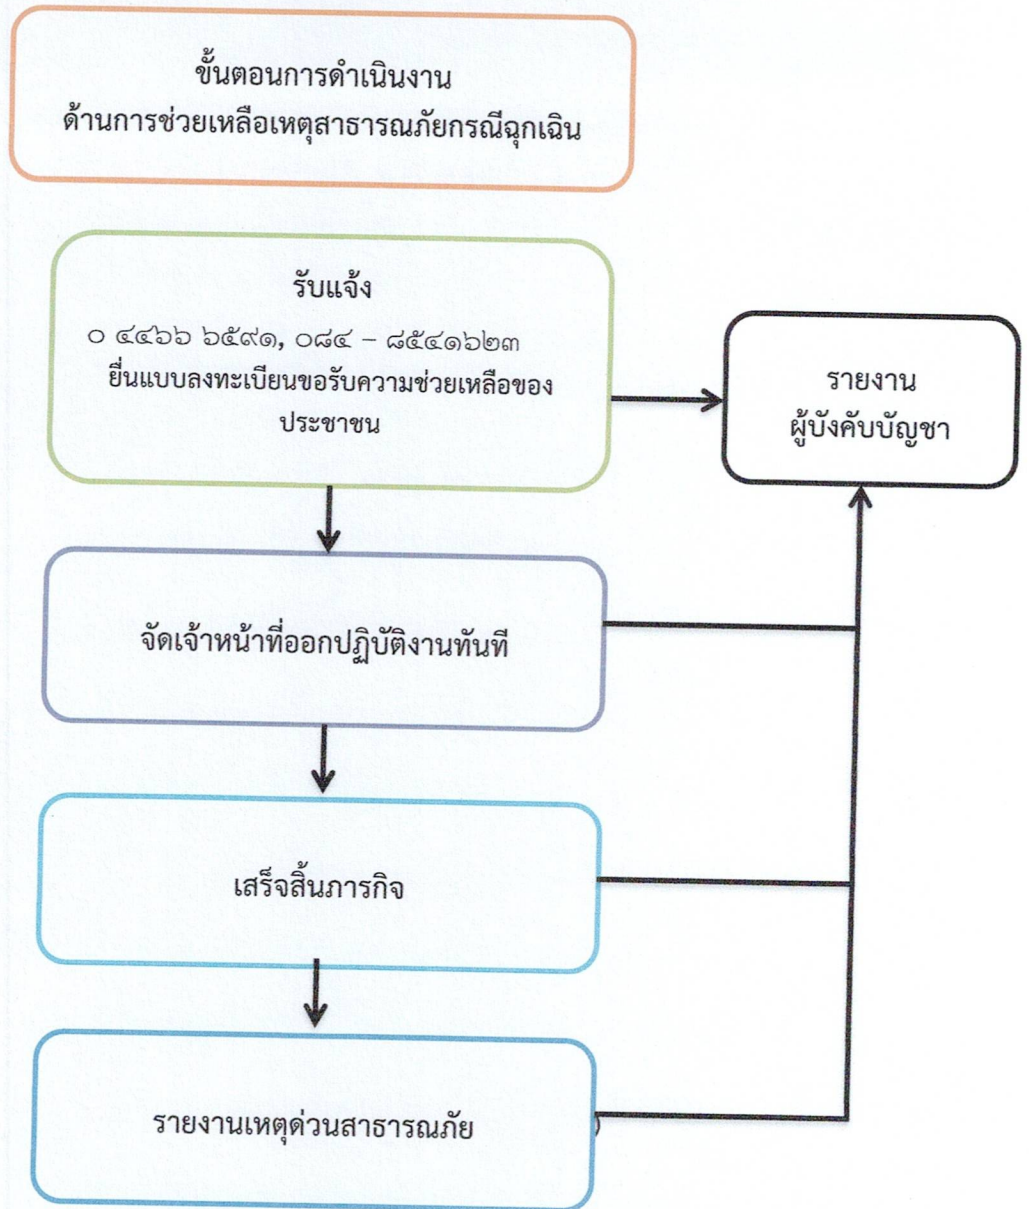 ขั้นตอนการดำเนินงาน
ด้านการช่วยเหลือเหตุสาธารณภัยกรณีฉุกเฉิน
รับแจ้ง
๐ ๔๔๖๖ ๖๕๙๑, ๐๘๔ – ๘๕๔๑๖๒๓
ยื่นแบบลงทะเบียนขอรับความช่วยเหลือของ
ประชาชน
รายงาน
ผู้บังคับบัญชา
จัดเจ้าหน้าที่ออกปฏิบัติงานทันที
เสร็จสิ้นภารกิจ
รายงานเหตุด่วนสาธารณภัย